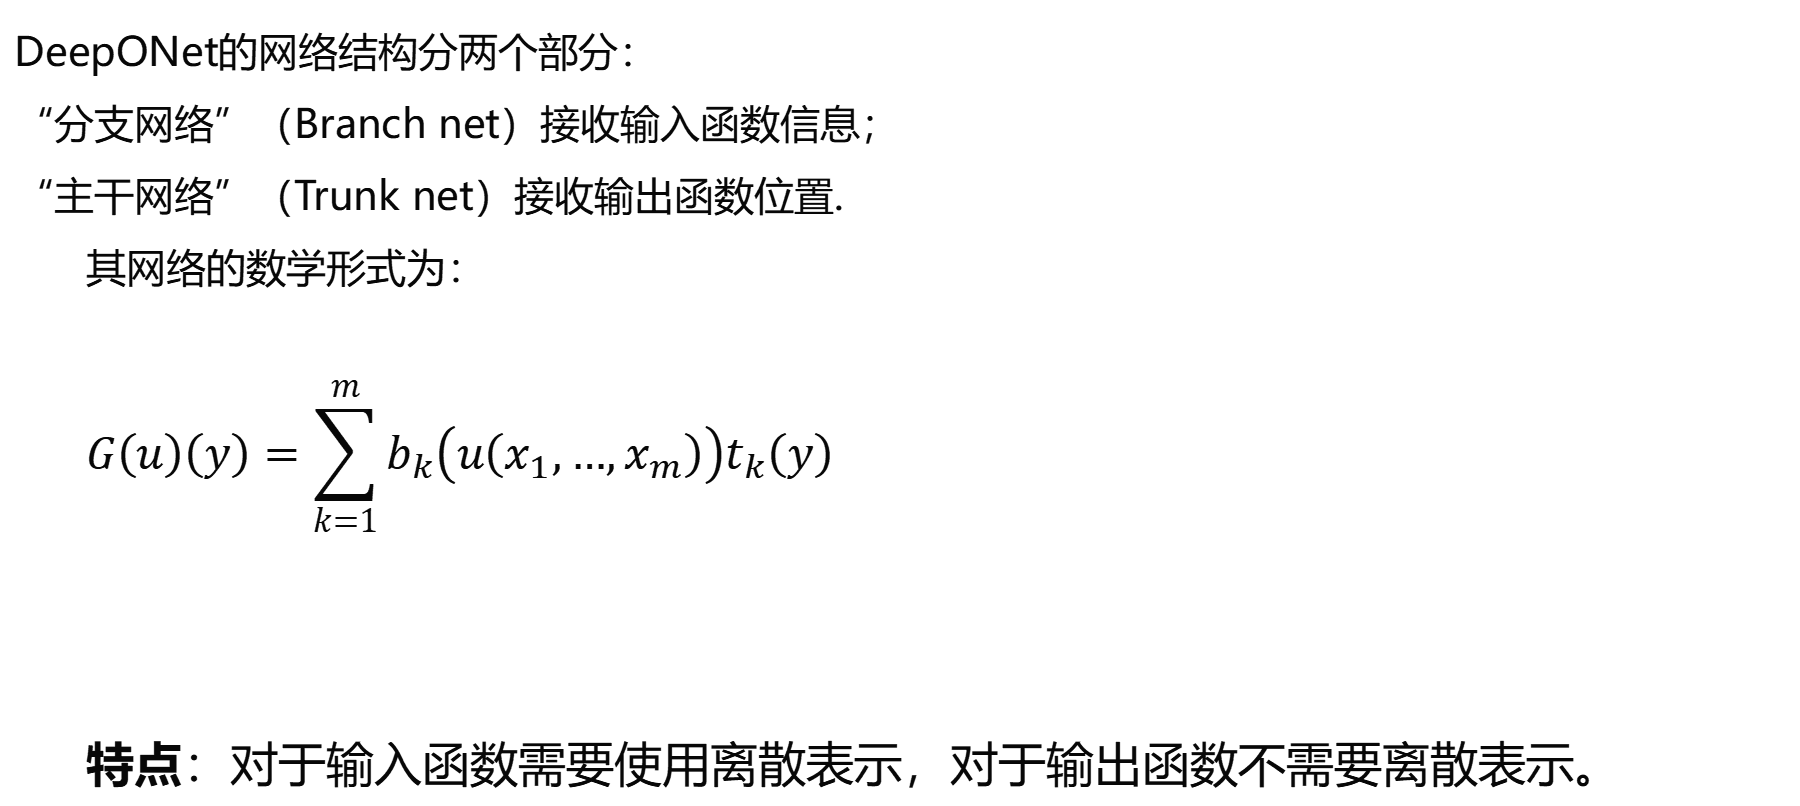 DeepONet的网络结构分两个部分：
“分支网络”（Branch net）接收输入函数信息；
“主干网络”（Trunk net）接收输出函数位置.
其网络的数学形式为：
G(u)(y) = ∑_{k=1}^{m} b_k(u(x_1, …, x_m))t_k(y)
特点：对于输入函数需要使用离散表示，对于输出函数不需要离散表示。